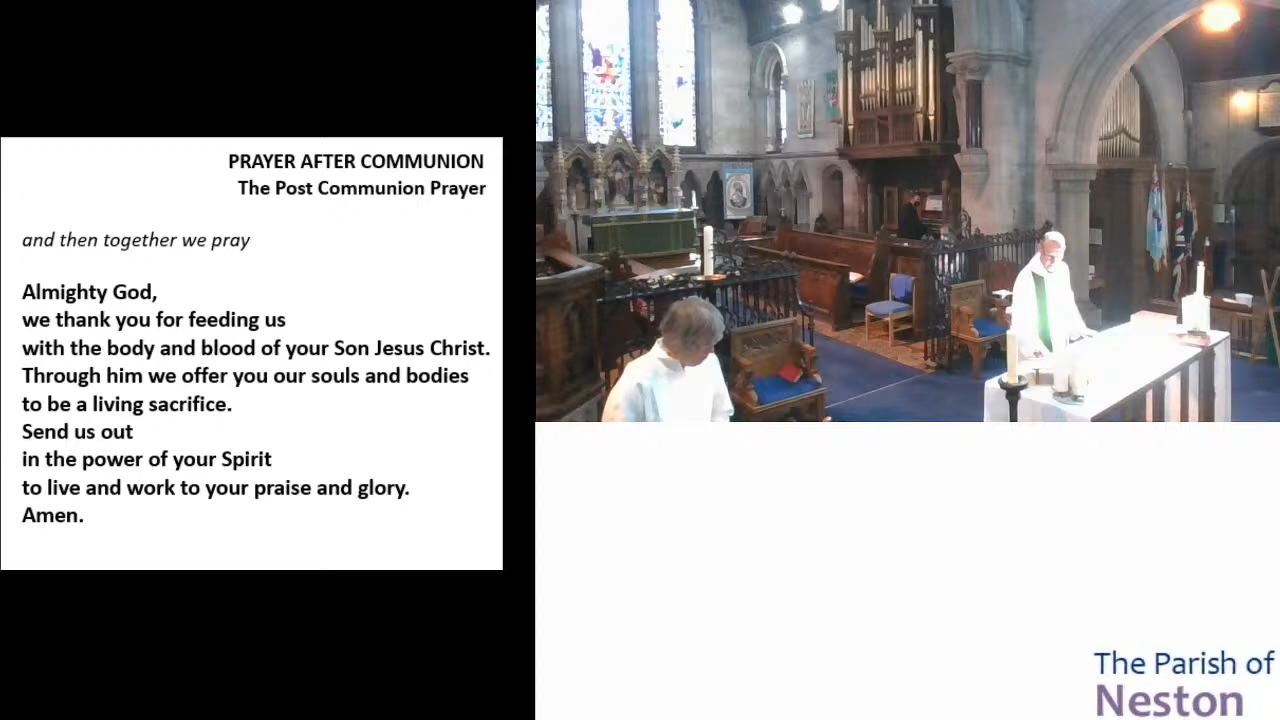 PRAYER AFTER COMMUNION
The Post Communion Prayer
and then together we pray
Almighty God,
we thank you for feeding us
with the body and blood of your Son Jesus Christ.
Through him we offer you our souls and bodies
to be a living sacrifice.
Send us out
in the power of your Spirit
to live and work to your praise and glory.
Amen.
The Parish of
Neston